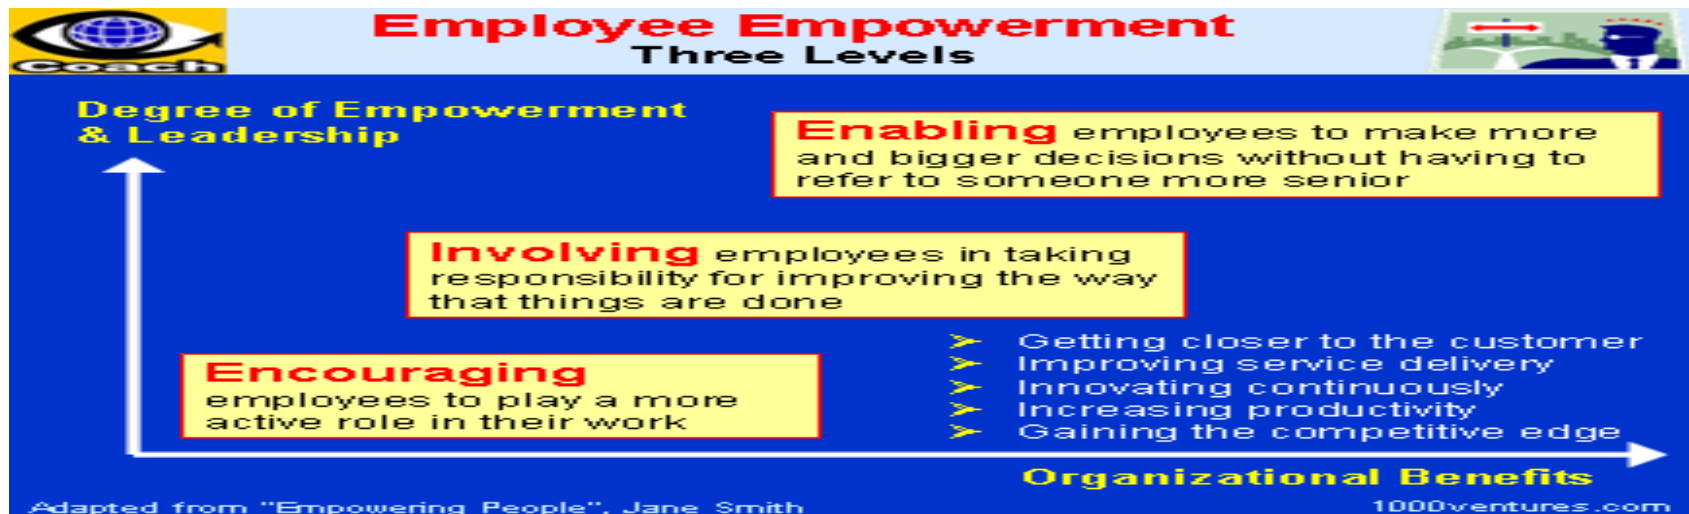 Coach
Employee Empowerment
Three Levels
Degree of Empowerment
& Leadership
Enabling employees to make more
and bigger decisions without having to
refer to someone more senior
Involving employees in taking
responsibility for improving the way
that things are done
Encouraging
employees to play a more
active role in their work
➢ Getting closer to the customer
➢ Improving service delivery
➢ Innovating continuously
➢ Increasing productivity
➢ Gaining the competitive edge
Organizational Benefits
Adapted from "Empowering People", Jane Smith
1000ventures.com